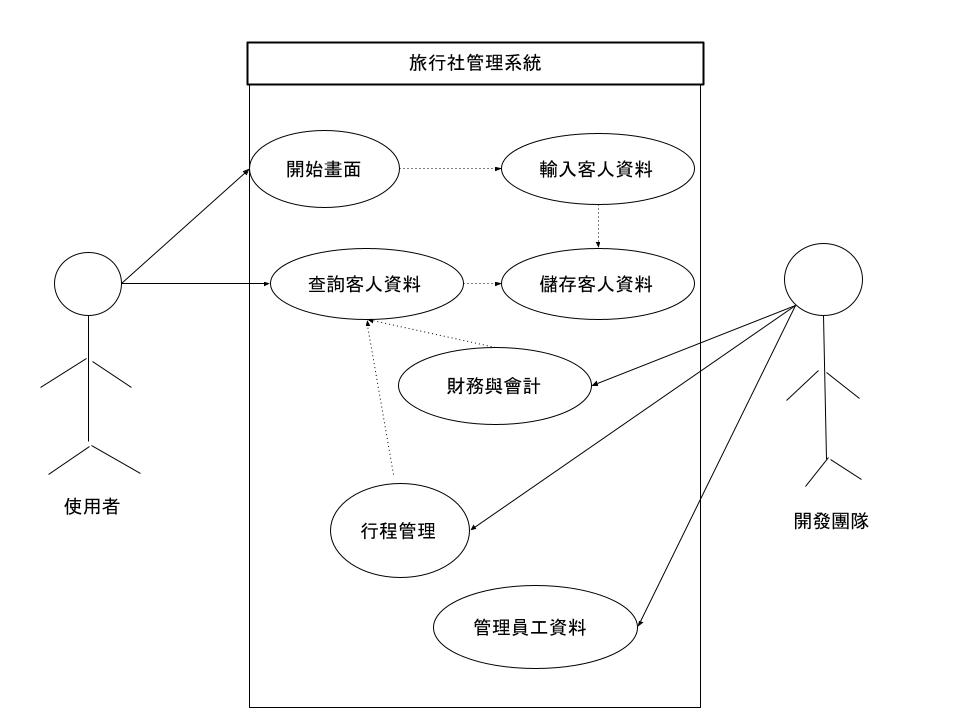 旅行社管理系統
開始畫面
輸入客人資料
查詢客人資料
儲存客人資料
財務與會計
行程管理
管理員工資料
使用者
開發團隊